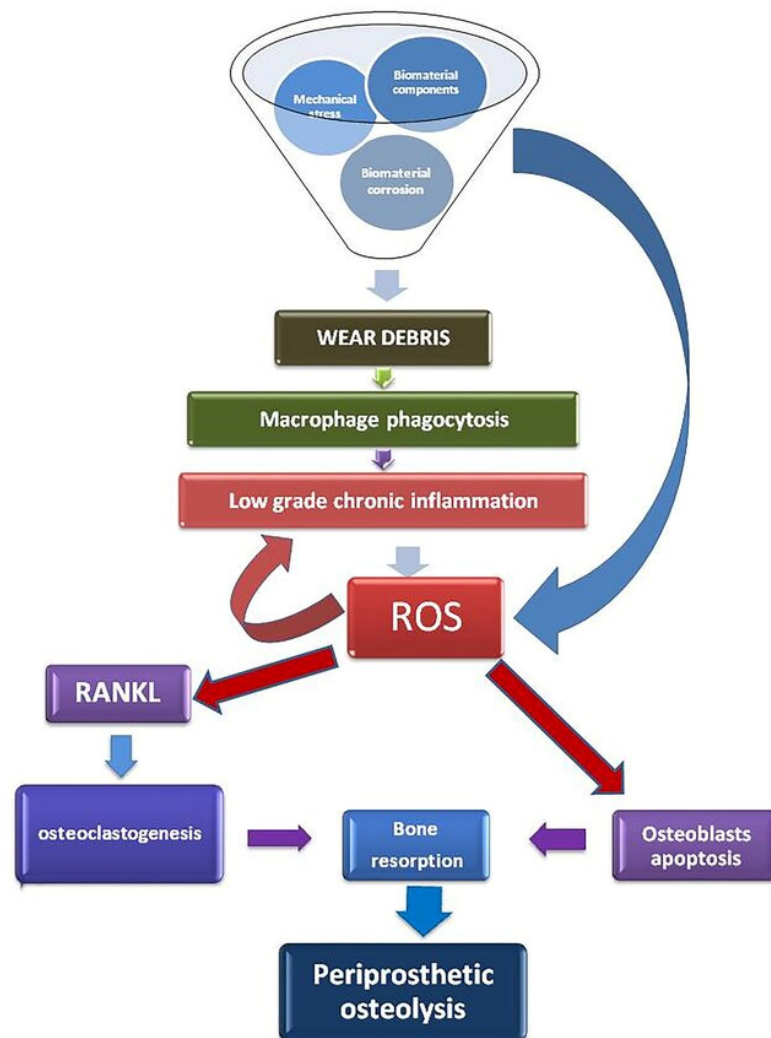 Biomaterial
components
Mechanical
stress
Biomaterial
corrosion
WEAR DEBRIS
Macrophage phagocytosis
Low grade chronic inflammation
ROS
RANKL
osteoclastogenesis
Bone
resorption
Osteoblasts
apoptosis
Periprosthetic
osteolysis